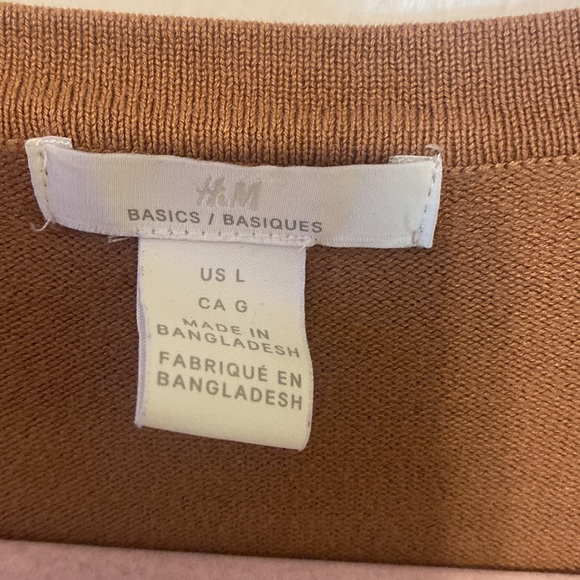 H&M
BASICS / BASIQUES
US L
CA G
MADE IN
BANGLADESH
FABRIQUÉ EN
BANGLADESH